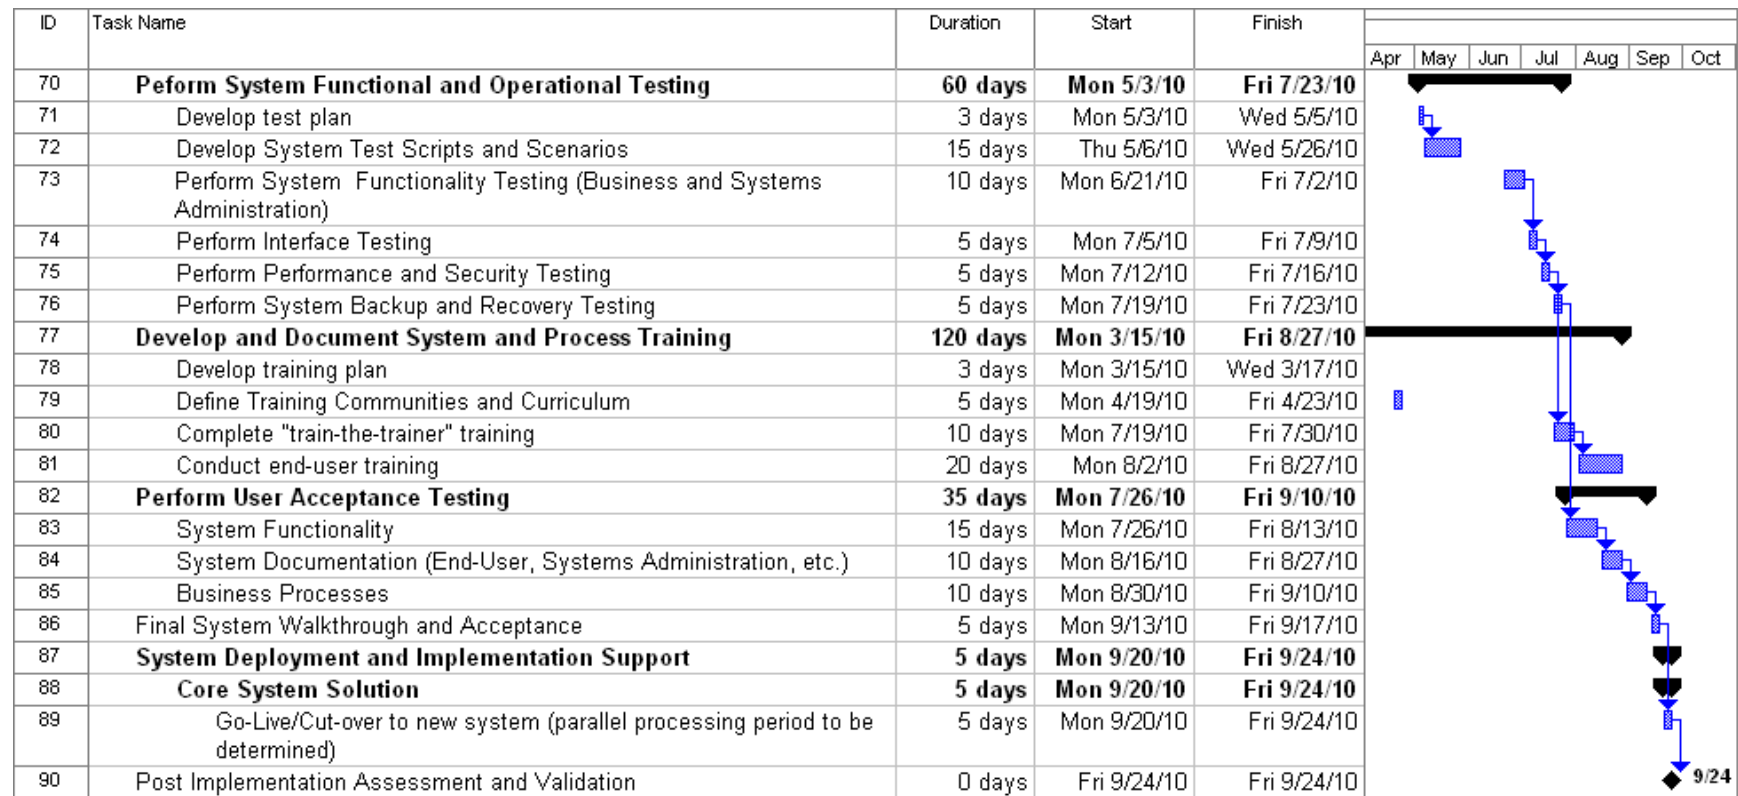 ID Task Name Duration Start Finish
Apr May Jun Jul Aug Sep Oct
70 Peform System Functional and Operational Testing 60 days Mon 5/3/10 Fri 7/23/10
71 Develop test plan 3 days Mon 5/3/10 Wed 5/5/10
72 Develop System Test Scripts and Scenarios 15 days Thu 5/6/10 Wed 5/26/10
73 Perform System Functionality Testing (Business and Systems 10 days Mon 6/21/10 Fri 7/2/10
Administration)
74 Perform Interface Testing 5 days Mon 7/5/10 Fri 7/9/10
75 Perform Performance and Security Testing 5 days Mon 7/12/10 Fri 7/16/10
76 Perform System Backup and Recovery Testing 5 days Mon 7/19/10 Fri 7/23/10
77 Develop and Document System and Process Training 120 days Mon 3/15/10 Fri 8/27/10
78 Develop training plan 3 days Mon 3/15/10 Wed 3/17/10
79 Define Training Communities and Curriculum 5 days Mon 4/19/10 Fri 4/23/10
80 Complete "train-the-trainer" training 10 days Mon 7/19/10 Fri 7/30/10
81 Conduct end-user training 20 days Mon 8/2/10 Fri 8/27/10
82 Perform User Acceptance Testing 35 days Mon 7/26/10 Fri 9/10/10
83 System Functionality 15 days Mon 7/26/10 Fri 8/13/10
84 System Documentation (End-User, Systems Administration, etc.) 10 days Mon 8/16/10 Fri 8/27/10
85 Business Processes 10 days Mon 8/30/10 Fri 9/10/10
86 Final System Walkthrough and Acceptance 5 days Mon 9/13/10 Fri 9/17/10
87 System Deployment and Implementation Support 5 days Mon 9/20/10 Fri 9/24/10
88 Core System Solution 5 days Mon 9/20/10 Fri 9/24/10
89 Go-Live/Cut-over to new system (parallel processing period to be 5 days Mon 9/20/10 Fri 9/24/10
determined)
90 Post Implementation Assessment and Validation 0 days Fri 9/24/10 Fri 9/24/10 9/24